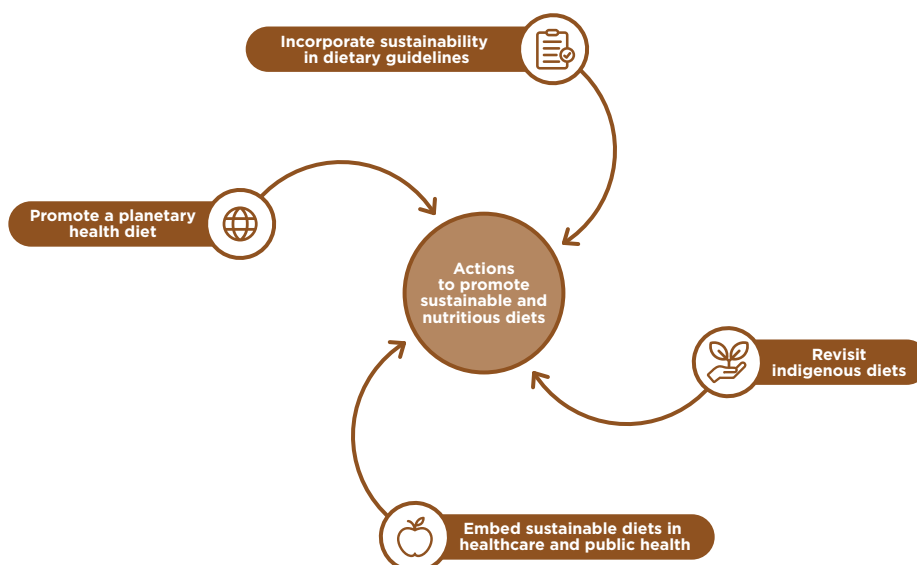 Incorporate sustainability
in dietary guidelines
Promote a planetary
health diet
Actions
to promote
sustainable and
nutritious diets
Revisit
indigenous diets
Embed sustainable diets in
healthcare and public health